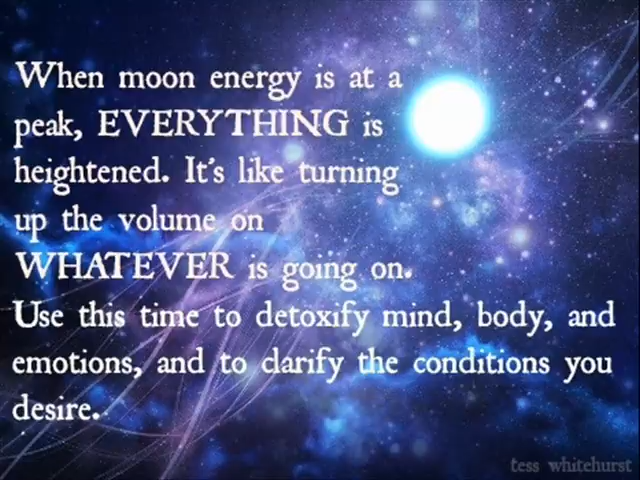 When moon energy is at a
peak, EVERYTHING is
heightened. It's like turning
up the volume on
WHATEVER is going on.
Use this time to detoxify mind, body, and
emotions, and to clarify the conditions you
desire.
tess whitehurst